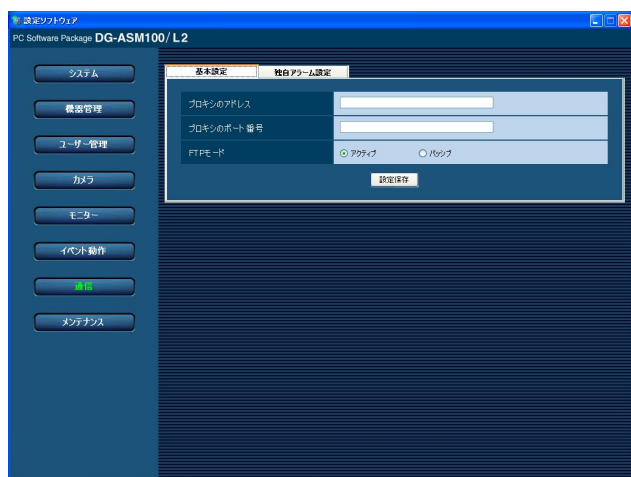 設定ソフトウェア
PC Software Package DG-ASM100/L2
システム
機器管理
ユーザー管理
カメラ
モニター
イベント動作
通信
メンテナンス
基本設定 独自アラーム設定
プロキシのアドレス
プロキシのポート番号
FTPモード アクティブ パッシブ
設定保存